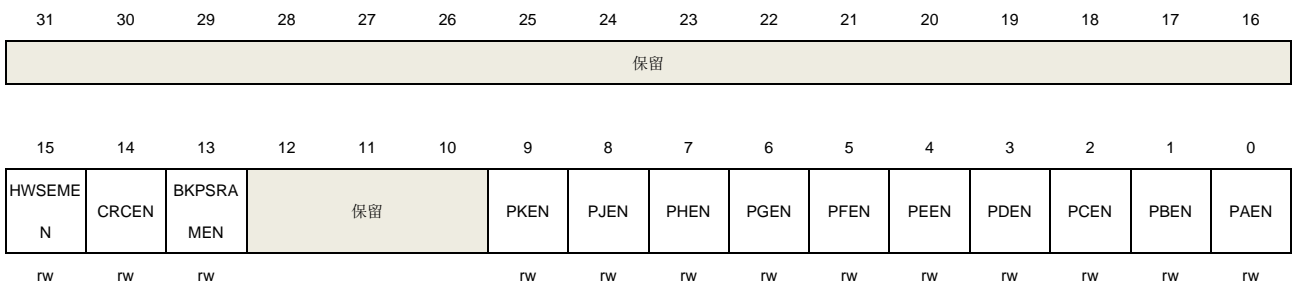 31 30 29 28 27 26 25 24 23 22 21 20 19 18 17 16
保留
15 14 13 12 11 10 9 8 7 6 5 4 3 2 1 0
HWSEME
N
CRCEN
BKPSRA
MEN
保留
PKEN PJEN PHEN PGEN PFEN PEEN PDEN PCEN PBEN PAEN
rw rw rw rw rw rw rw rw rw rw rw rw rw